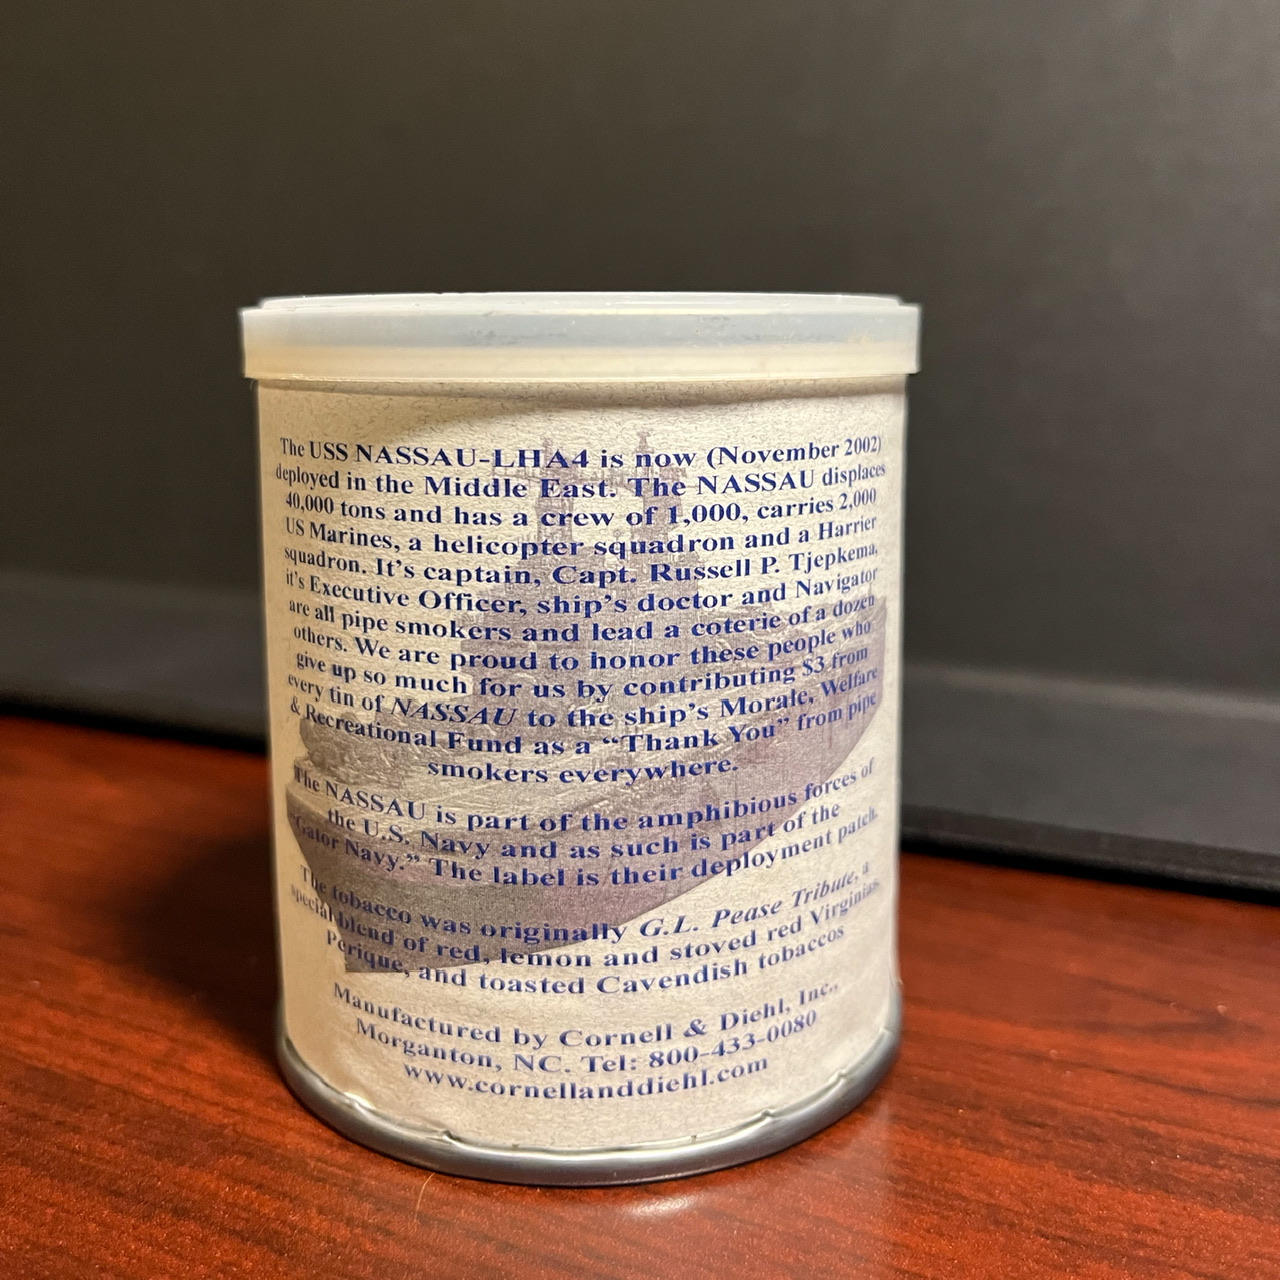 The USS NASSAU-LHA4 is now (November 2002)
deployed in the Middle East. The NASSAU displaces
40,000 tons and has a crew of 1,000, carries 2,000
US Marines, a helicopter squadron and a Harrier
squadron. It's captain, Capt. Russell P. Tjepkema,
it's Executive Officer, ship's doctor and Navigator
are all pipe smokers and lead a coterie of a dozen
others. We are proud to honor these people who
give up so much for us by contributing $3 from
every tin of NASSAU to the ship's Morale, Welfare
& Recreational Fund as a “Thank You” from pipe
smokers everywhere.
The NASSAU is part of the amphibious forces of
the U.S. Navy and as such is part of the
“Gator Navy.” The label is their deployment patch.
The tobacco was originally G.L. Pease Tribute, a
special blend of red, lemon and stoved red Virginias,
Perique, and toasted Cavendish tobaccos
Manufactured by Cornell & Diehl, Inc.,
Morganton, NC. Tel: 800-433-0080
www.cornellanddiehl.com